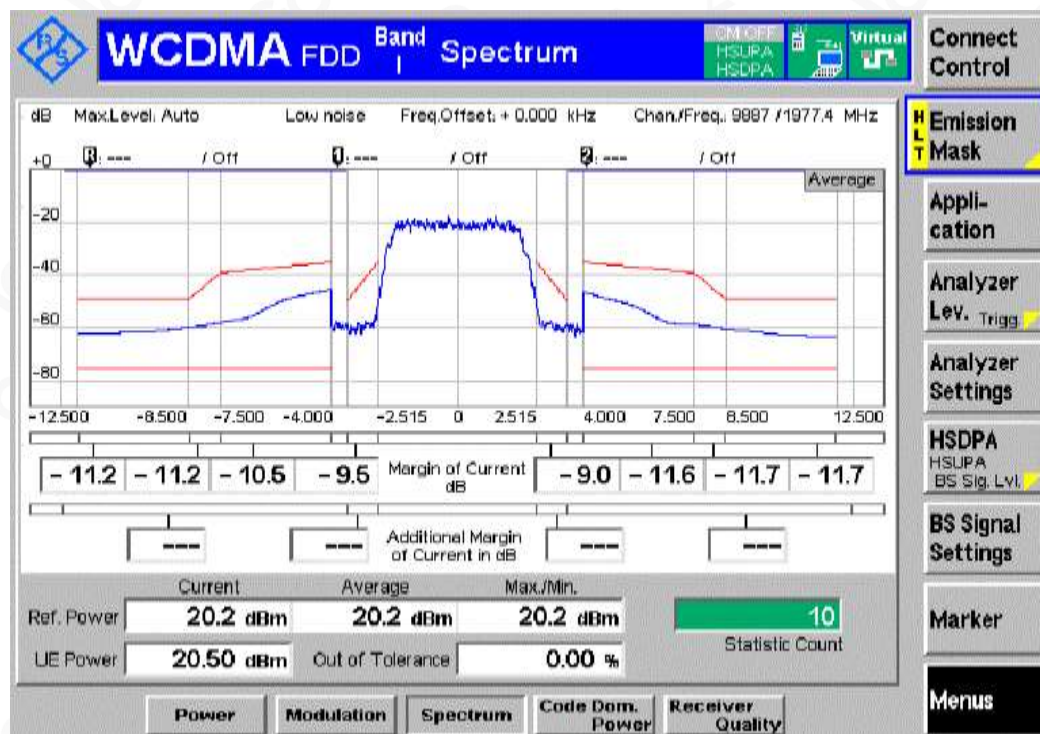 R&S WCDMA FDD Band I Spectrum
CM OFF
HSUPA
HSDPA
Virtual
Connect Control
dB Max.Level: Auto Low noise Freq.Offset: + 0.000 kHz Chan./Freq.: 9887 / 1977.4 MHz
HLT
Emission Mask
R: --- / Off 1: --- / Off 2: --- / Off
+0
Average
Appli-
cation
-20
-40
Analyzer
Lev. Trigg.
-60
Analyzer
Settings
-80
-12.500 -8.500 -7.500 -4.000 -2.515 0 2.515 4.000 7.500 8.500 12.500
HSDPA
HSUPA
BS Sig. Lvl.
- 11.2 - 11.2 - 10.5 - 9.5 Margin of Current dB - 9.0 - 11.6 - 11.7 - 11.7
BS Signal
Settings
--- --- Additional Margin of Current in dB --- ---
Current Average Max./Min.
Ref. Power 20.2 dBm 20.2 dBm 20.2 dBm 10
Marker
Statistic Count
UE Power 20.50 dBm Out of Tolerance 0.00 %
Menus
Power Modulation Spectrum Code Dom. Power Receiver Quality